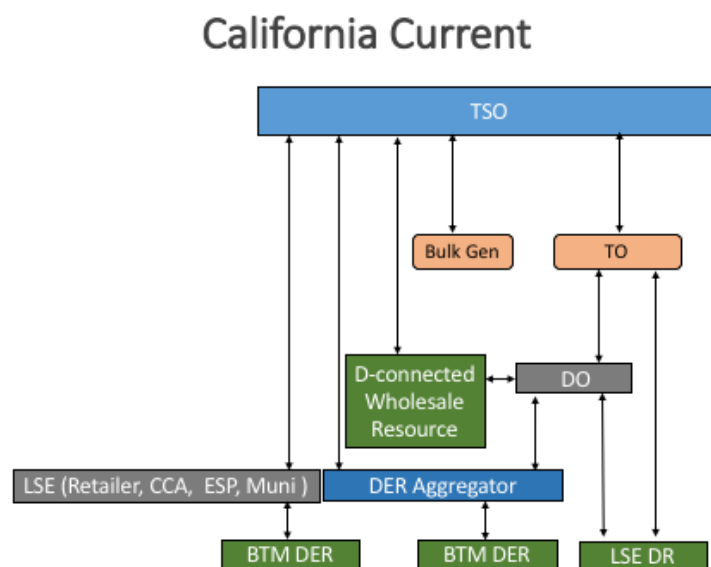 California Current
TSO
Bulk Gen
TO
D-connected
Wholesale
Resource
DO
LSE (Retailer, CCA, ESP, Muni )
DER Aggregator
BTM DER
BTM DER
LSE DR